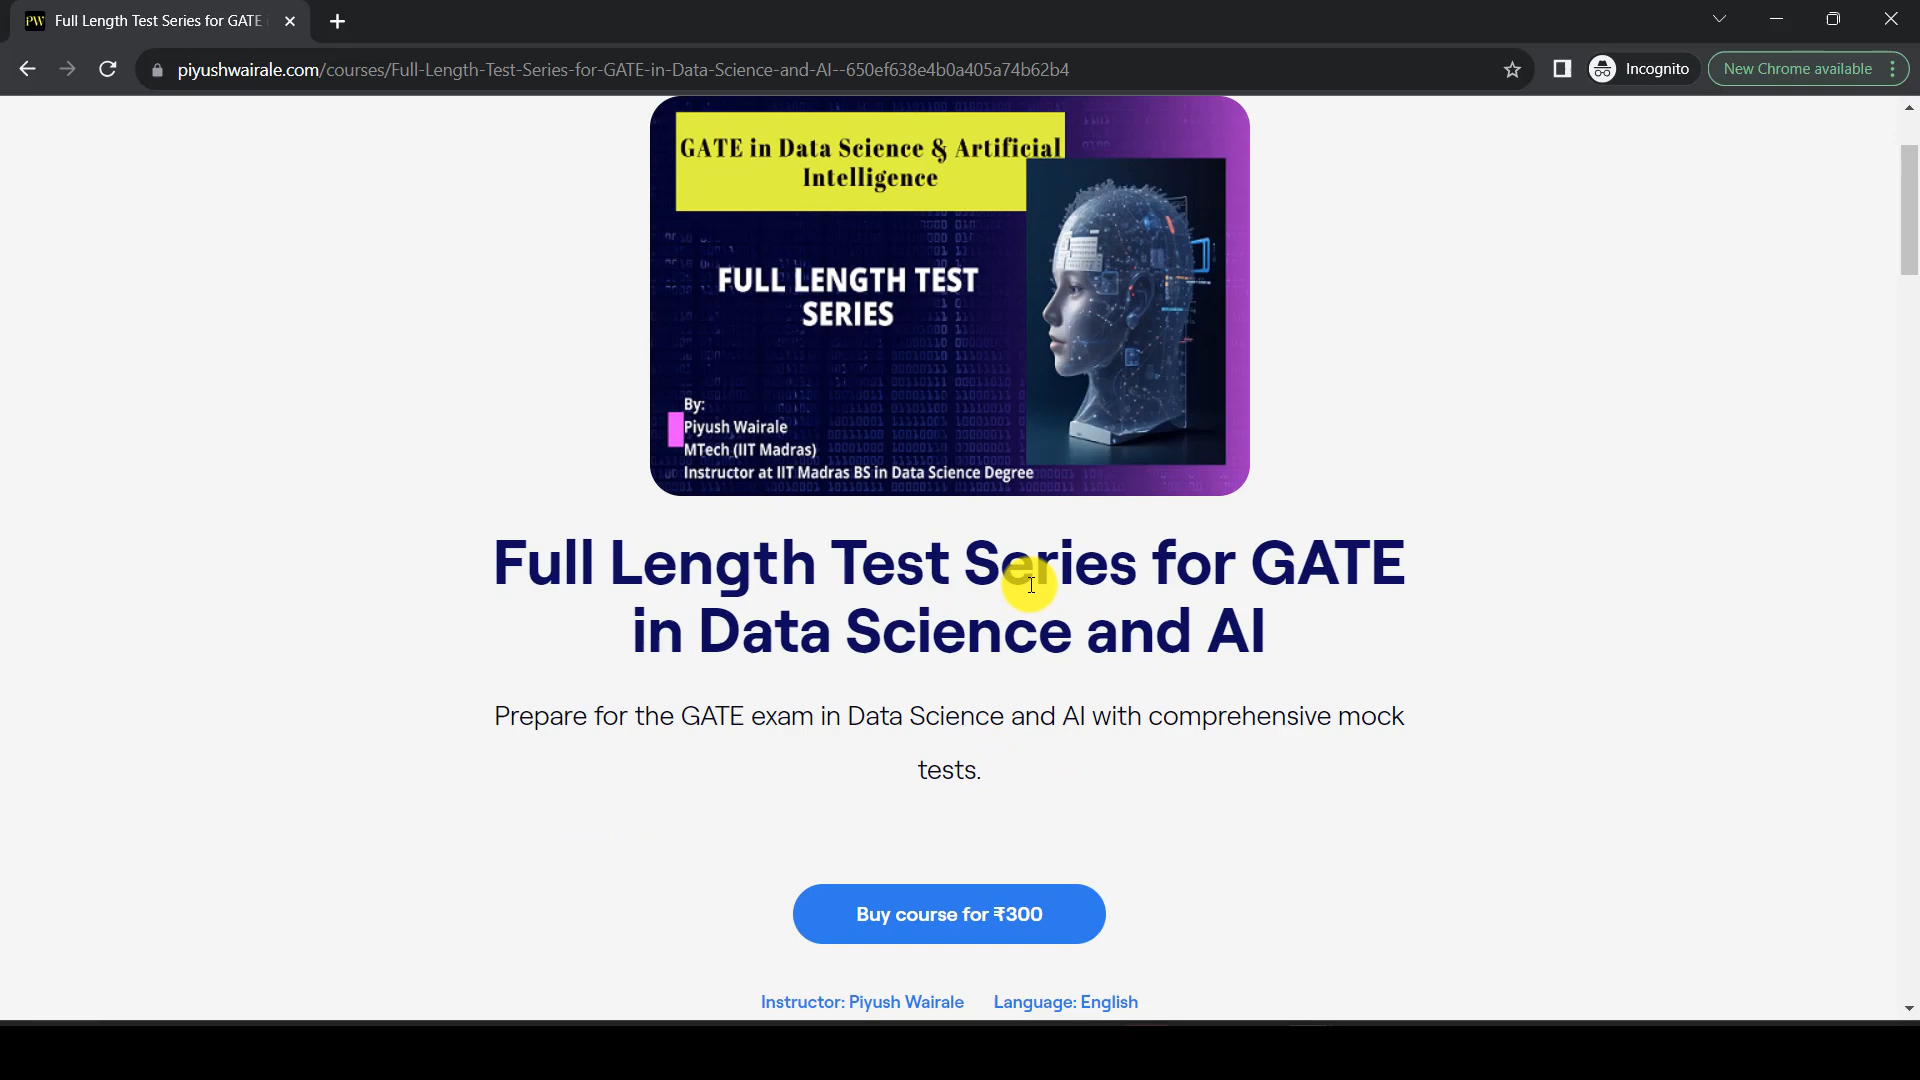 PW Full Length Test Series for GATE
piyushwairale.com/courses/Full-Length-Test-Series-for-GATE-in-Data-Science-and-AI--650ef638e4b0a405a74b62b4
Incognito
New Chrome available
GATE in Data Science & Artificial
Intelligence
FULL LENGTH TEST
SERIES
By:
Piyush Wairale
MTech (IIT Madras)
Instructor at IIT Madras BS in Data Science Degree
Full Length Test Series for GATE
in Data Science and AI
Prepare for the GATE exam in Data Science and AI with comprehensive mock
tests.
Buy course for ₹300
Instructor: Piyush Wairale Language: English